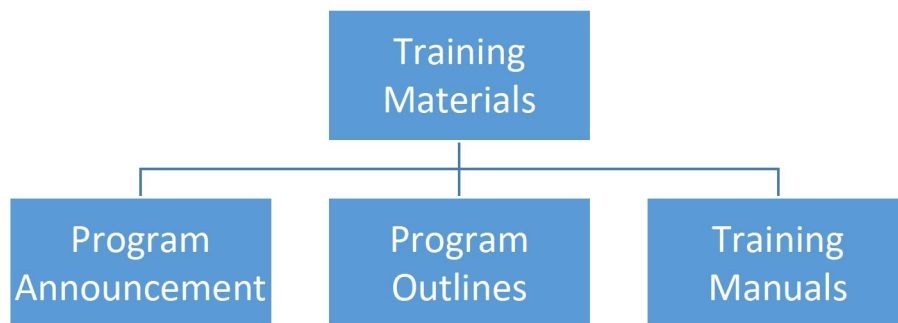 Training
Materials
Program
Announcement
Program
Outlines
Training
Manuals